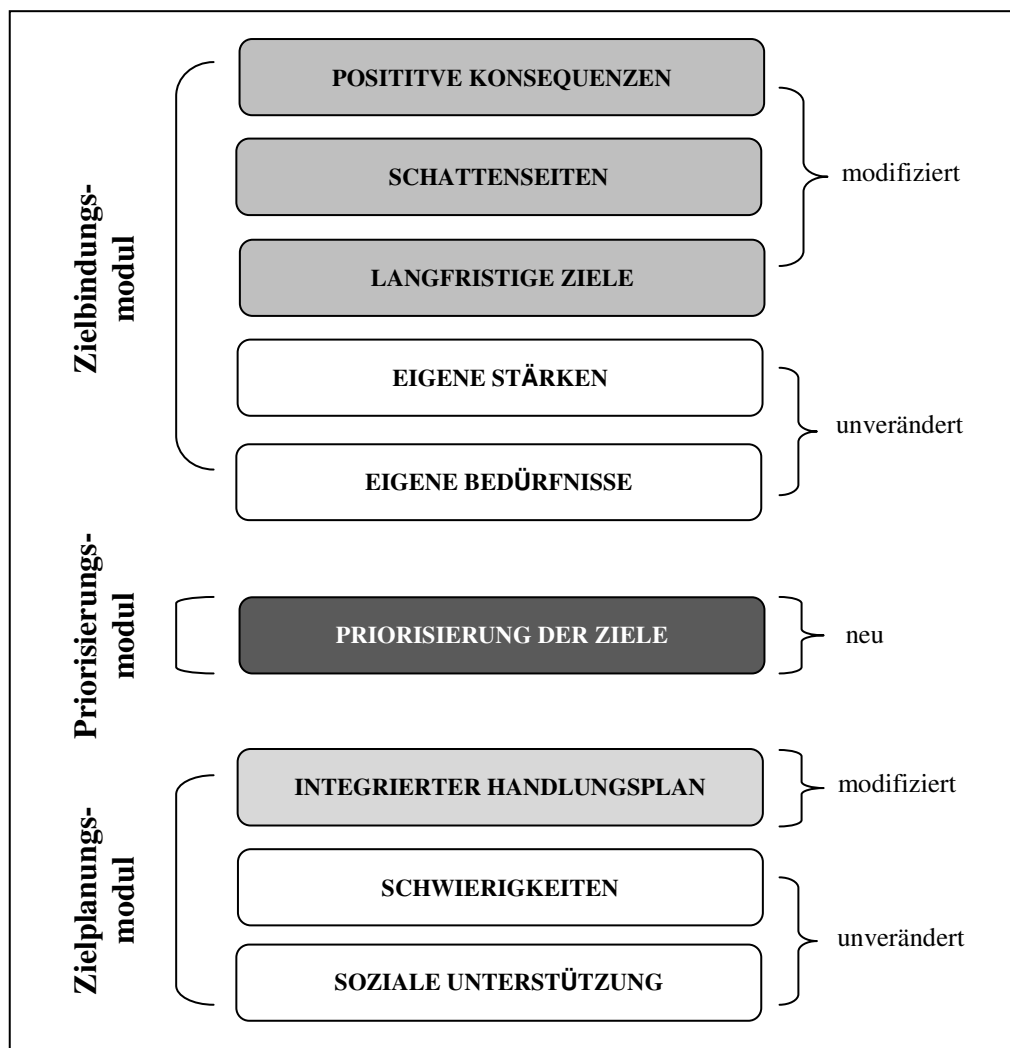 Zielbindungs-
modul
POSITITVE KONSEQUENZEN
SCHATTENSEITEN
LANGFRISTIGE ZIELE
modifiziert
EIGENE STÄRKEN
EIGENE BEDÜRFNISSE
unverändert
Priorisierungs-
modul
PRIORISIERUNG DER ZIELE
neu
Zielplanungs-
modul
INTEGRIERTER HANDLUNGSPLAN
modifiziert
SCHWIERIGKEITEN
SOZIALE UNTERSTÜTZUNG
unverändert